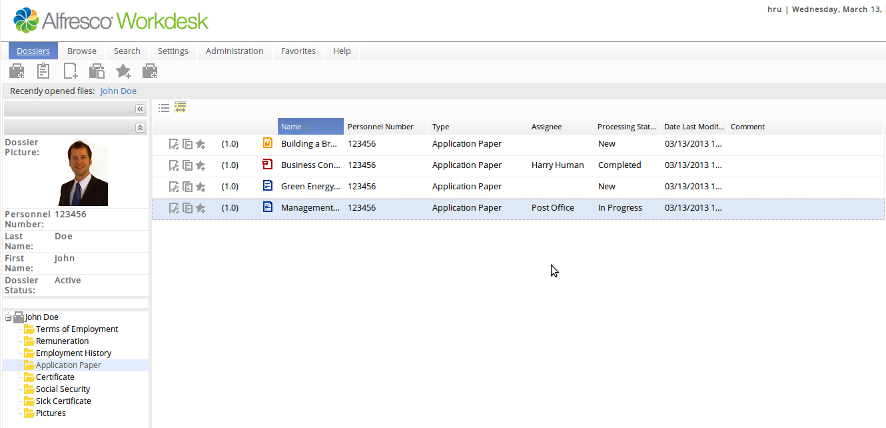 hru | Wednesday, March 13,
Alfresco Workdesk
Dossiers Browse Search Settings Administration Favorites Help
Recently opened files: John Doe
Name Personnel Number Type Assignee Processing Stat... Date Last Modif... Comment
(1.0) Building a Br... 123456 Application Paper New 03/13/2013 1...
(1.0) Business Con... 123456 Application Paper Harry Human Completed 03/13/2013 1...
(1.0) Green Energy... 123456 Application Paper New 03/13/2013 1...
(1.0) Management... 123456 Application Paper Post Office In Progress 03/13/2013 1...
Dossier
Picture:
Personnel 123456
Number:
Last Doe
Name:
First John
Name:
Dossier Active
Status:
John Doe
Terms of Employment
Remuneration
Employment History
Application Paper
Certificate
Social Security
Sick Certificate
Pictures